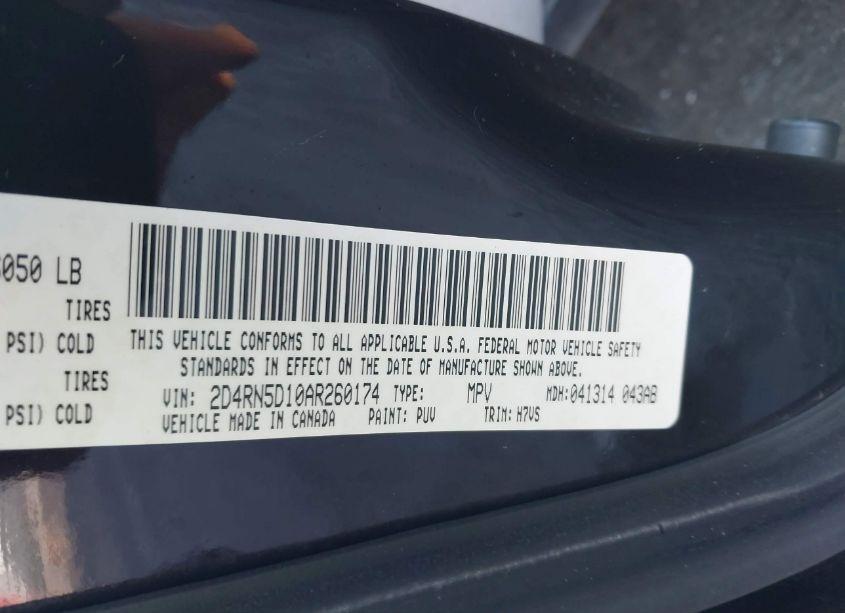 050 LB
TIRES
PSI) COLD
TIRES
PSI) COLD
THIS VEHICLE CONFORMS TO ALL APPLICABLE U.S.A. FEDERAL MOTOR VEHICLE SAFETY
STANDARDS IN EFFECT ON THE DATE OF MANUFACTURE SHOWN ABOVE.
VIN: 2D4RN5D10AR260174 TYPE: MPV MDH:041314 043AB
VEHICLE MADE IN CANADA PAINT: PUV TRIM: H7VS